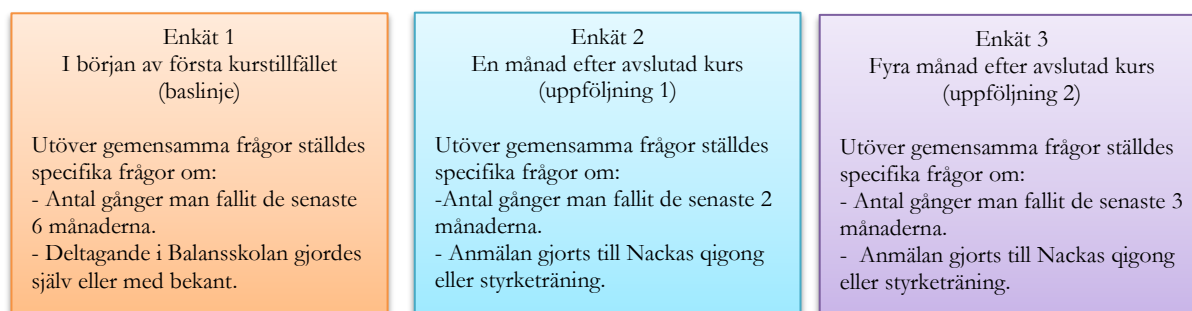 Enkät 1
I början av första kurstillfället
(baslinje)
Utöver gemensamma frågor ställdes
specifika frågor om:
- Antal gånger man fallit de senaste
6 månaderna.
- Deltagande i Balansskolan gjordes
själv eller med bekant.
Enkät 2
En månad efter avslutad kurs
(uppföljning 1)
Utöver gemensamma frågor ställdes
specifika frågor om:
-Antal gånger man fallit de senaste 2
månaderna.
- Anmälan gjorts till Nackas qigong
eller styrketräning.
Enkät 3
Fyra månad efter avslutad kurs
(uppföljning 2)
Utöver gemensamma frågor ställdes
specifika frågor om:
- Antal gånger man fallit de senaste 3
månaderna.
- Anmälan gjorts till Nackas qigong
eller styrketräning.